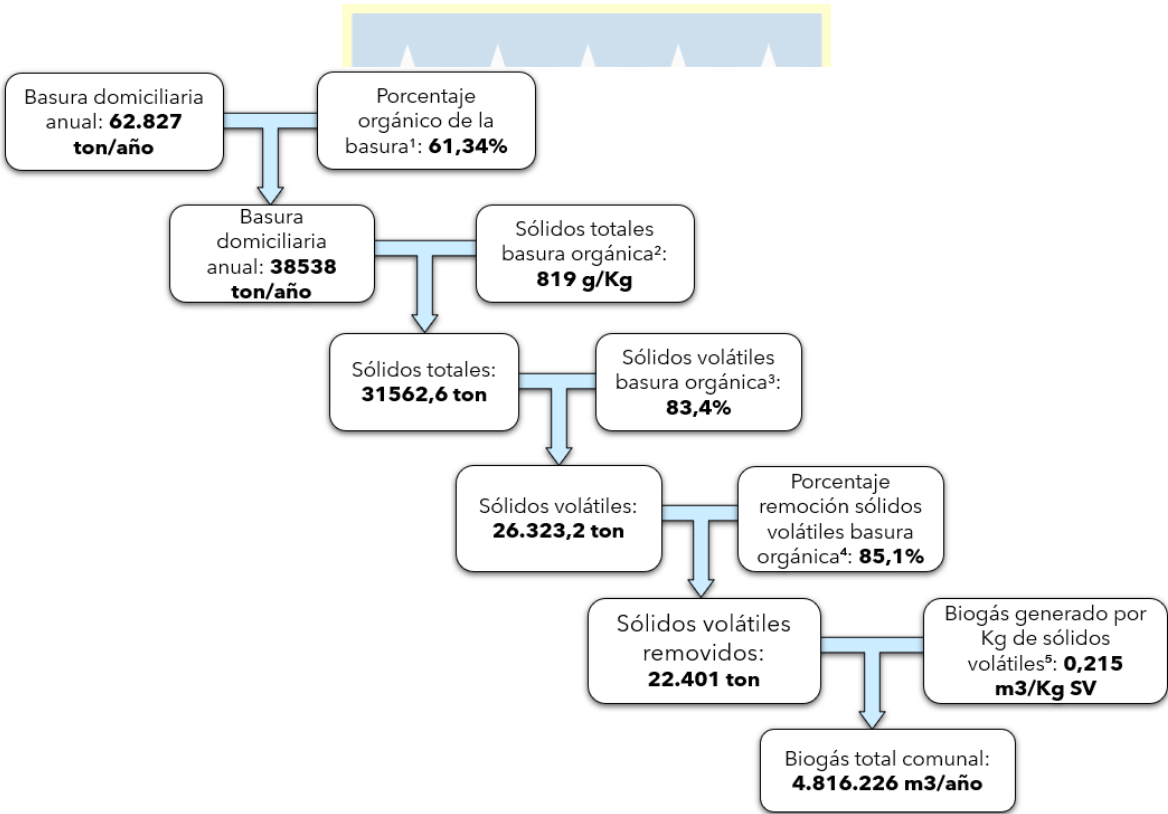 Basura domiciliaria
anual: 62.827
ton/año
Porcentaje
orgánico de la
basura¹: 61,34%
Basura
domiciliaria
anual: 38538
ton/año
Sólidos totales
basura orgánica²:
819 g/Kg
Sólidos totales:
31562,6 ton
Sólidos volátiles
basura orgánica³:
83,4%
Sólidos volátiles:
26.323,2 ton
Porcentaje
remoción sólidos
volátiles basura
orgánica⁴: 85,1%
Sólidos volátiles
removidos:
22.401 ton
Biogás generado por
Kg de sólidos
volátiles⁵: 0,215
m3/Kg SV
Biogás total comunal:
4.816.226 m3/año